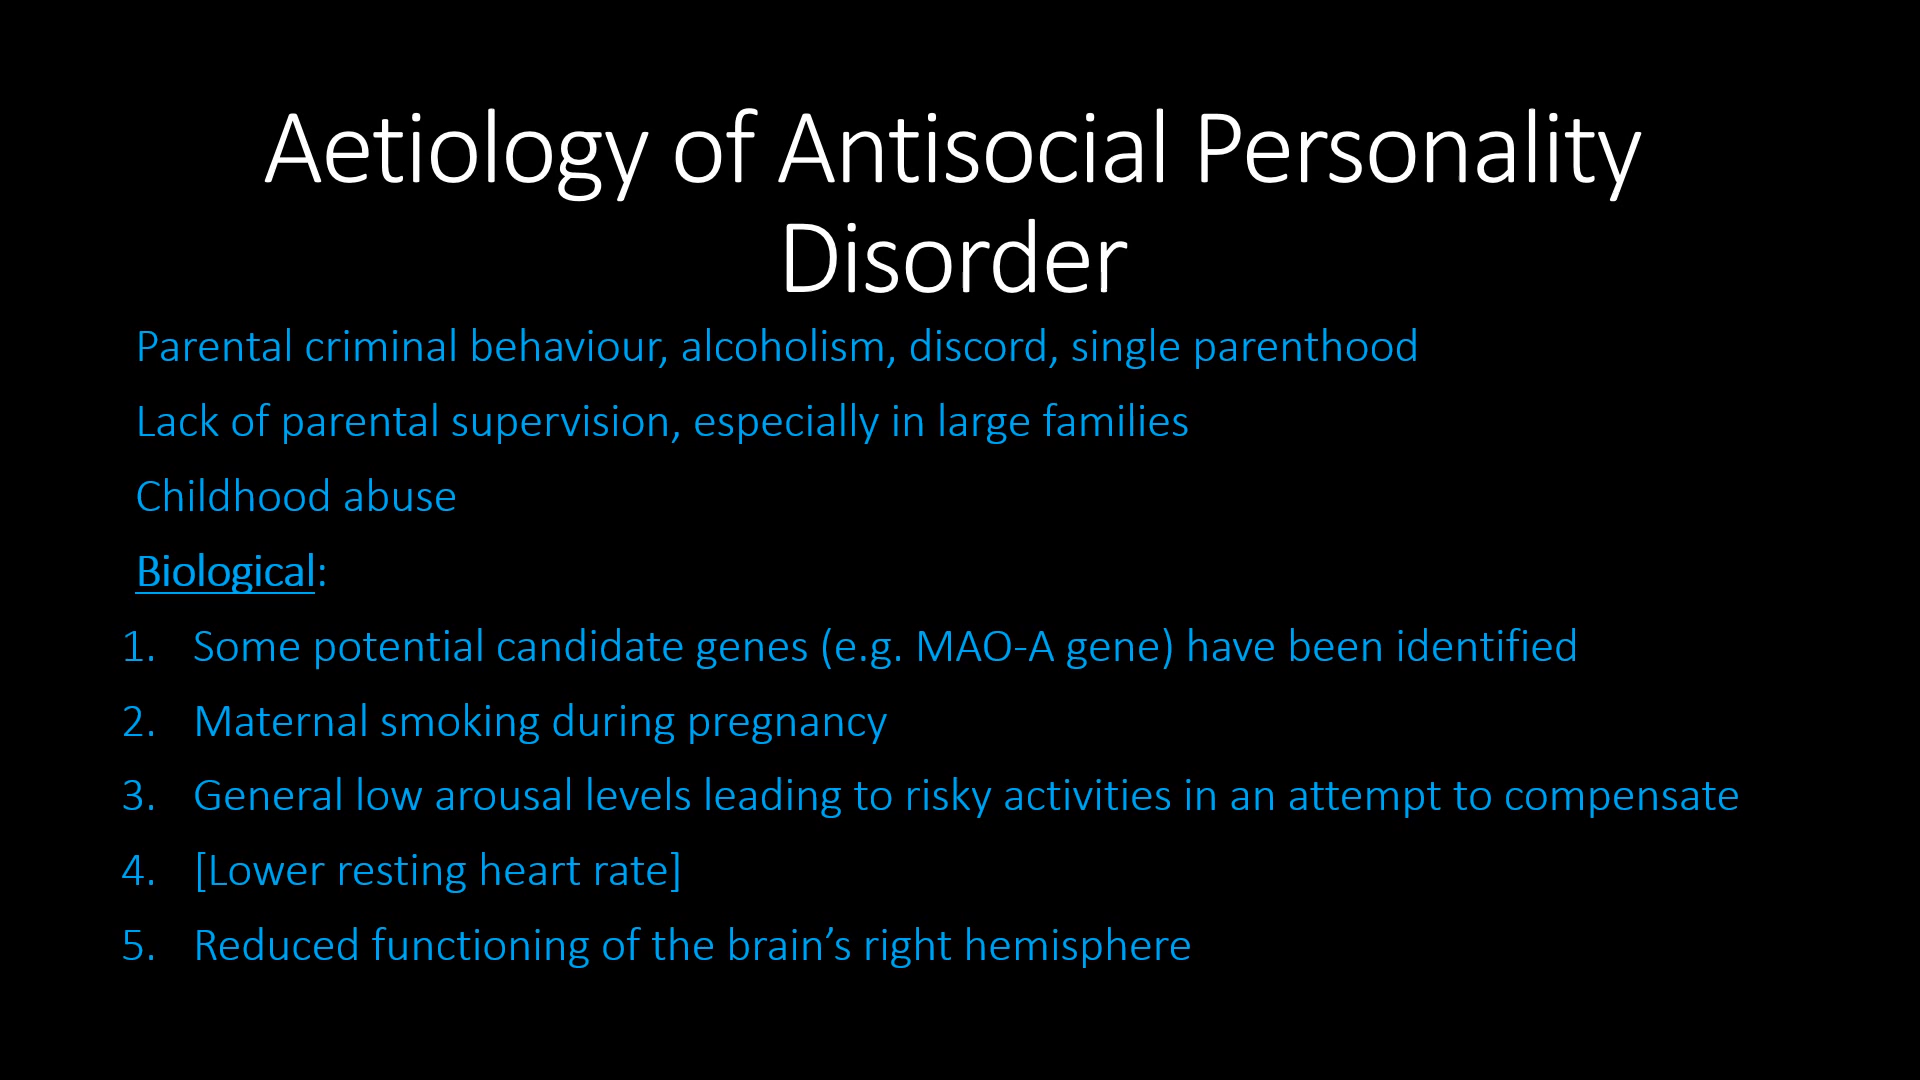 Aetiology of Antisocial Personality
Disorder
Parental criminal behaviour, alcoholism, discord, single parenthood
Lack of parental supervision, especially in large families
Childhood abuse
Biological:
1. Some potential candidate genes (e.g. MAO-A gene) have been identified
2. Maternal smoking during pregnancy
3. General low arousal levels leading to risky activities in an attempt to compensate
4. [Lower resting heart rate]
5. Reduced functioning of the brain’s right hemisphere